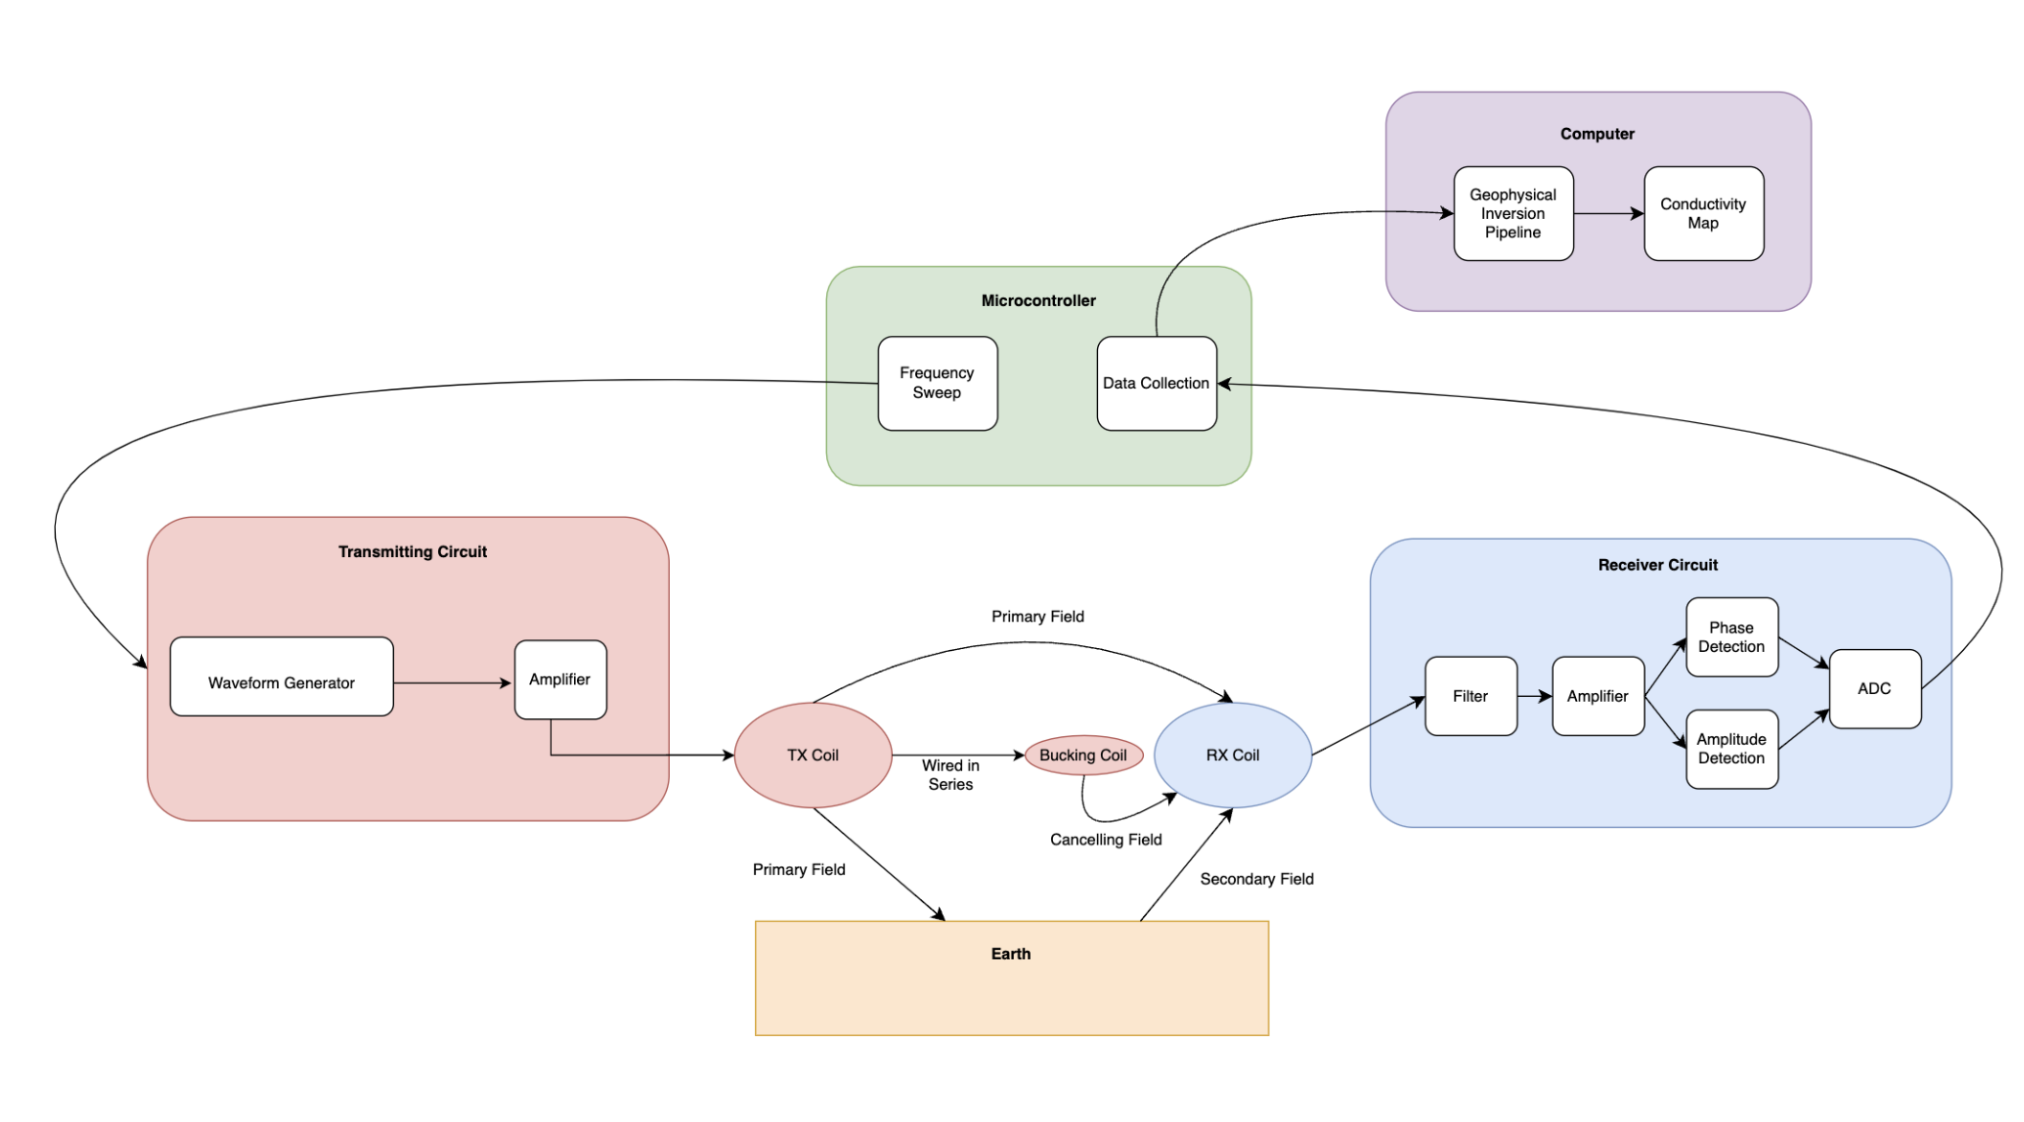 Computer
Geophysical
Inversion
Pipeline
Conductivity
Map
Microcontroller
Frequency
Sweep
Data Collection
Transmitting Circuit
Waveform Generator
Amplifier
Primary Field
TX Coil
Wired in
Series
Bucking Coil
RX Coil
Cancelling Field
Primary Field
Secondary Field
Earth
Receiver Circuit
Filter
Amplifier
Phase
Detection
Amplitude
Detection
ADC